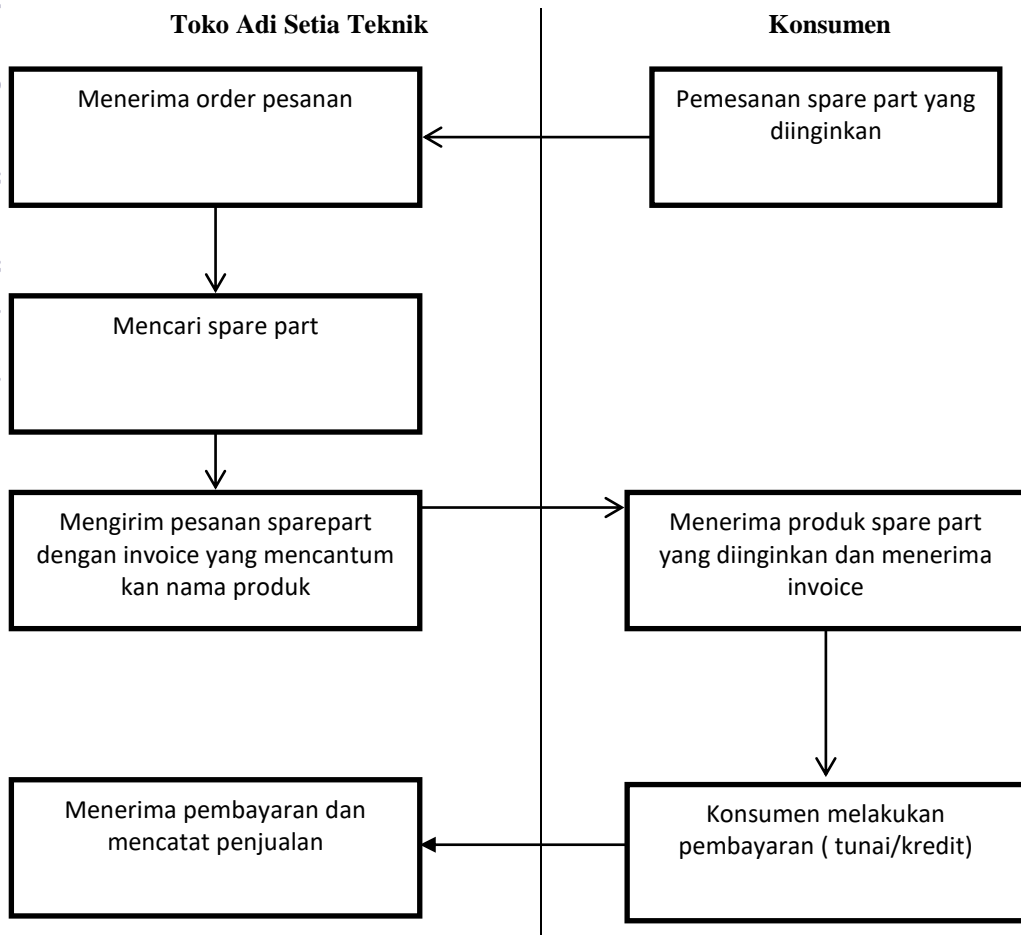 Toko Adi Setia Teknik
Konsumen
Menerima order pesanan
Pemesanan spare part yang
diinginkan
Mencari spare part
Mengirim pesanan sparepart
dengan invoice yang mencantum
kan nama produk
Menerima produk spare part
yang diinginkan dan menerima
invoice
Menerima pembayaran dan
mencatat penjualan
Konsumen melakukan
pembayaran ( tunai/kredit)